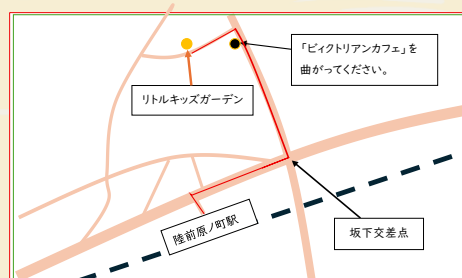 「ビィクトリアンカフェ」を
曲がってください。
リトルキッズガーデン
陸前原ノ町駅
坂下交差点